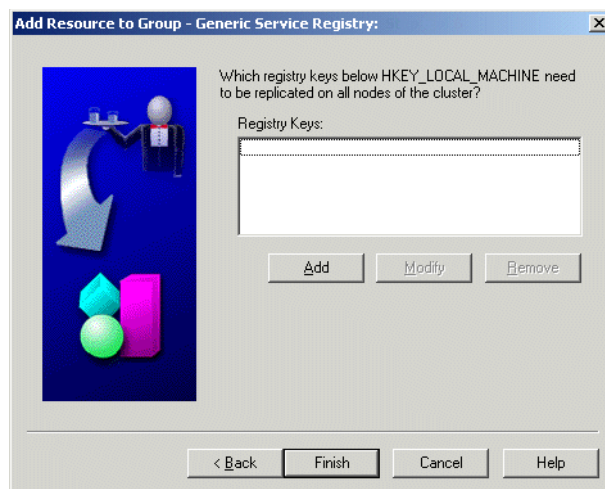 Add Resource to Group - Generic Service Registry:
Which registry keys below HKEY_LOCAL_MACHINE need
to be replicated on all nodes of the cluster?
Registry Keys:
Add Modify Remove
< Back Finish Cancel Help